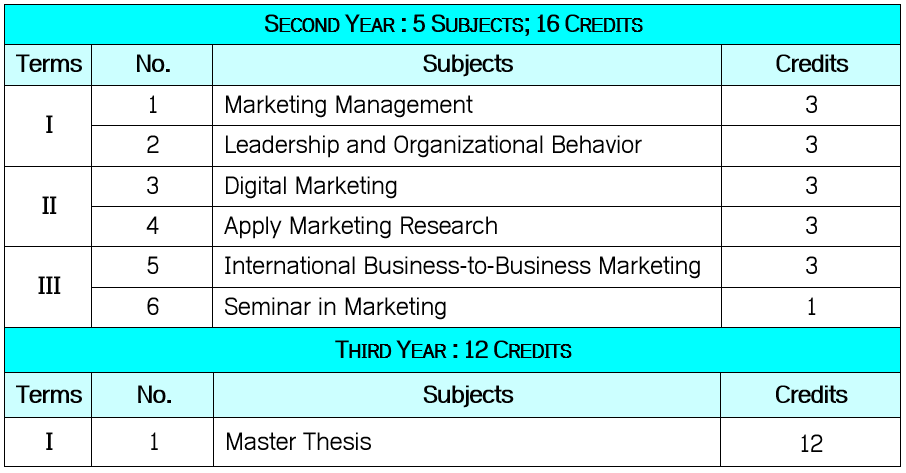 SECOND YEAR : 5 SUBJECTS; 16 CREDITS
Terms No. Subjects Credits
I
1 Marketing Management 3
2 Leadership and Organizational Behavior 3
II
3 Digital Marketing 3
4 Apply Marketing Research 3
III
5 International Business-to-Business Marketing 3
6 Seminar in Marketing 1
THIRD YEAR : 12 CREDITS
Terms No. Subjects Credits
I 1 Master Thesis 12